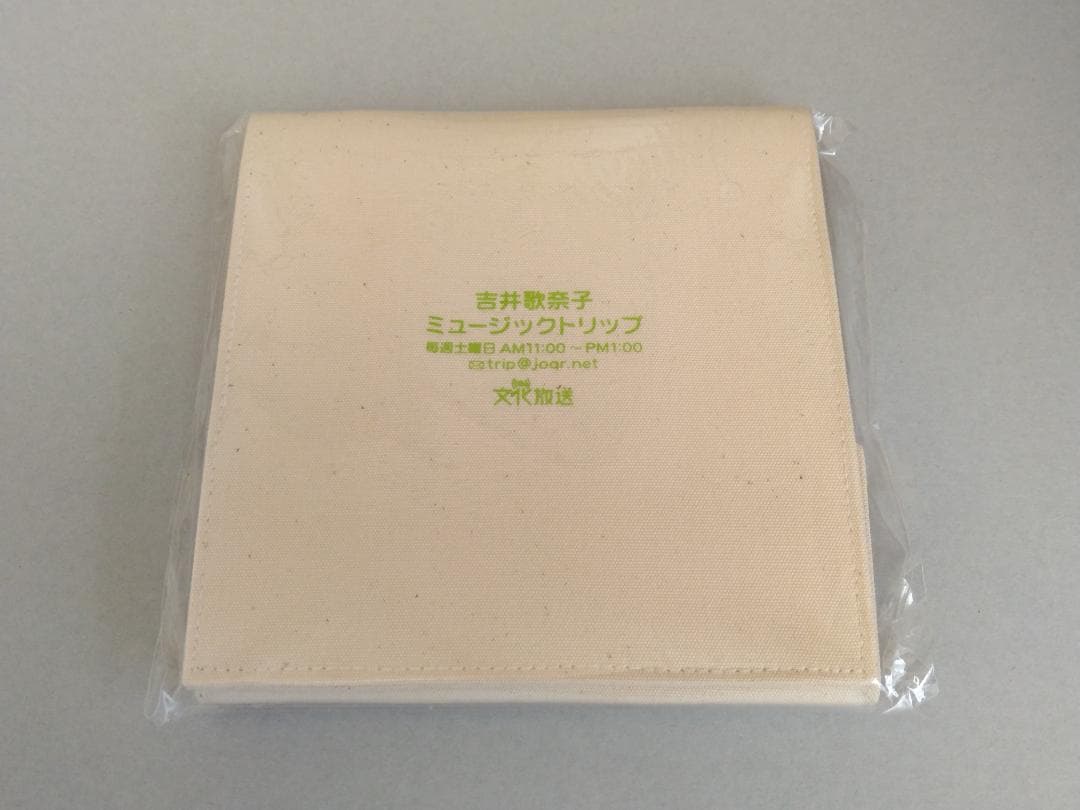 吉井歌奈子
ミュージックトリップ
毎週土曜日 AM11:00～PM1:00
✉trip@joqr.net
文化放送